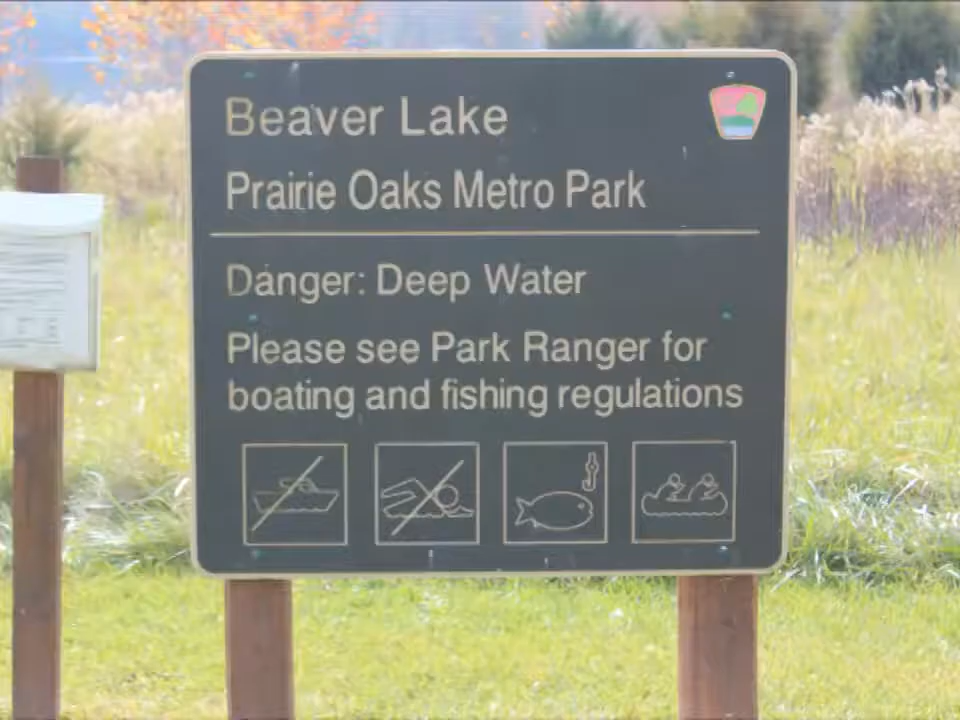 Beaver Lake
Prairie Oaks Metro Park
Danger: Deep Water
Please see Park Ranger for
boating and fishing regulations